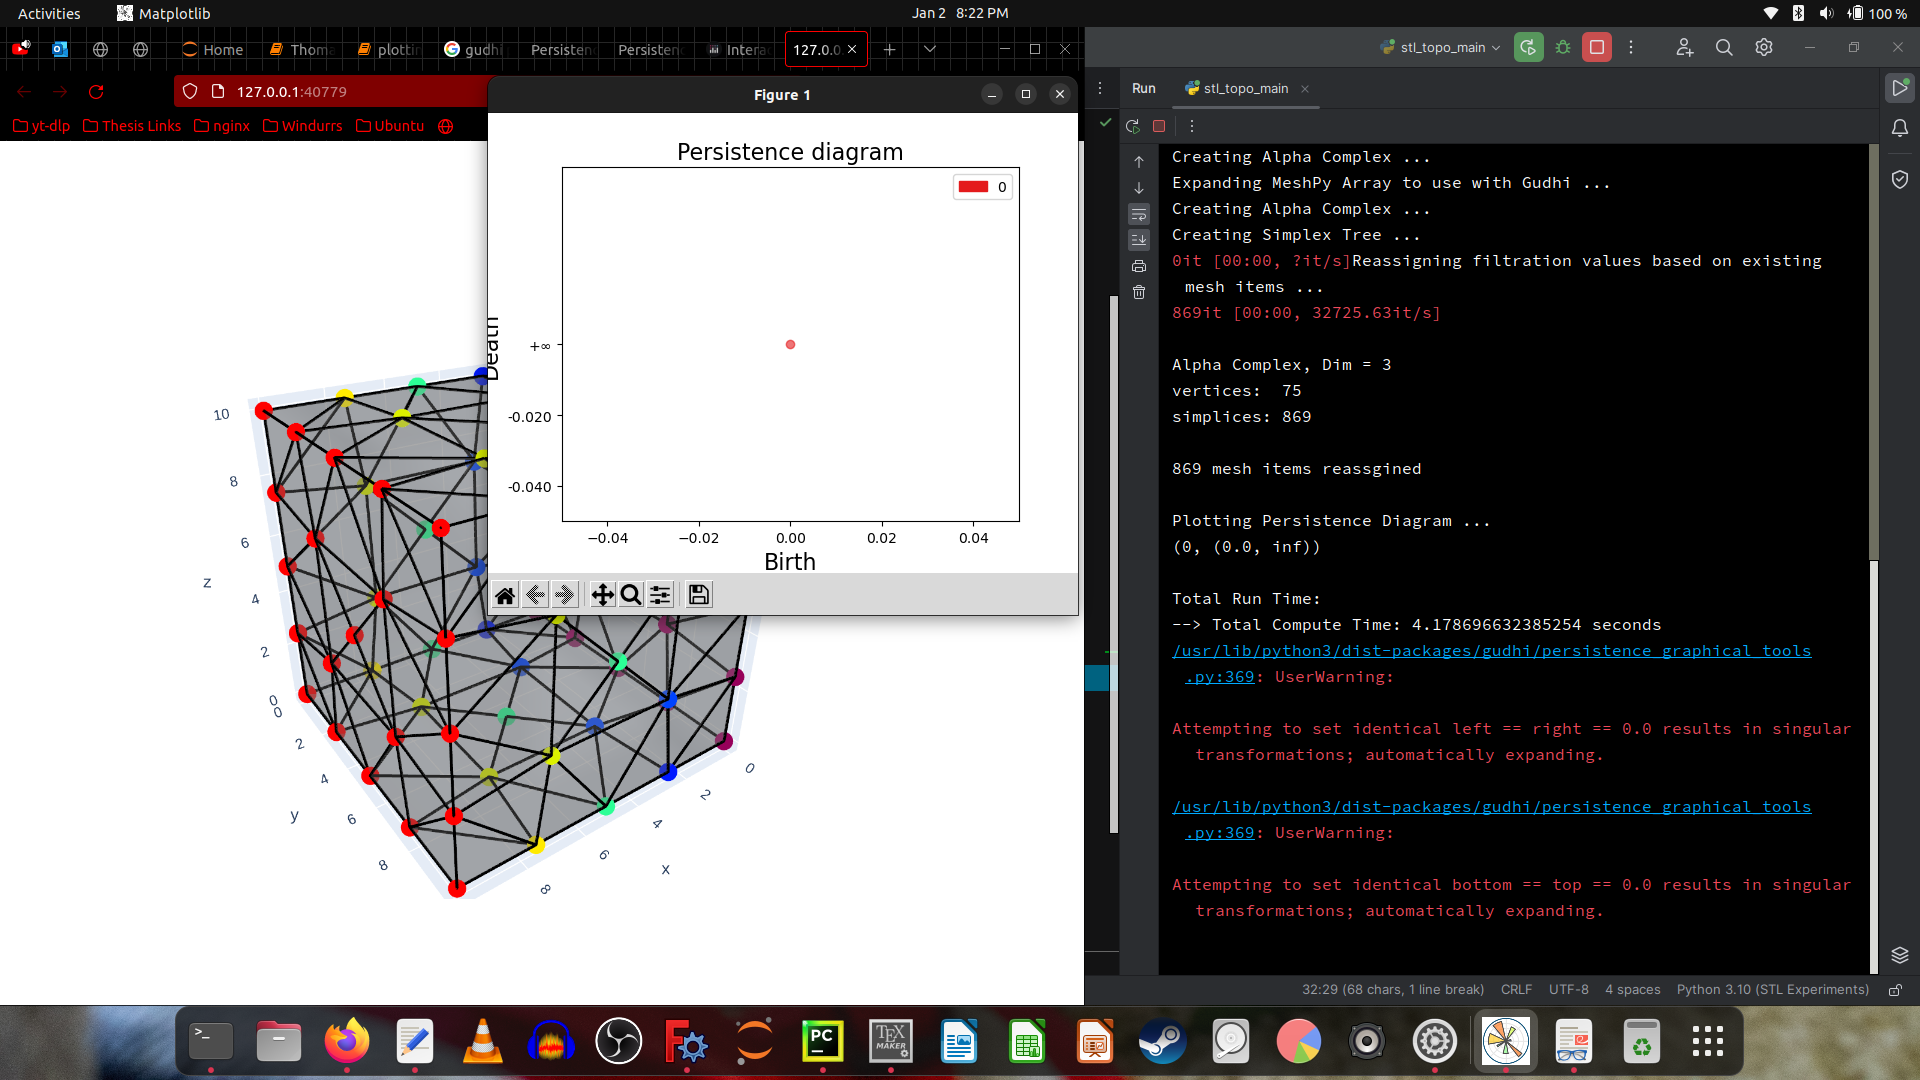 Activities
Matplotlib
Jan 2 8:22 PM
100 %
Home
Thoma
plottin
gudhi
Persisten
Persisten
Intera
127.0.0.
127.0.0.1:40779
yt-dlp
Thesis Links
nginx
Windurrs
Ubuntu
Figure 1
Persistence diagram
0
Death
+∞
-0.020
-0.040
−0.04
−0.02
0.00
0.02
0.04
Birth
10
8
6
4
2
0
z
0
2
4
6
8
y
0
2
4
6
8
x
stl_topo_main
Run
stl_topo_main
Creating Alpha Complex ...
Expanding MeshPy Array to use with Gudhi ...
Creating Alpha Complex ...
Creating Simplex Tree ...
0it [00:00, ?it/s]Reassigning filtration values based on existing
mesh items ...
869it [00:00, 32725.63it/s]
Alpha Complex, Dim = 3
vertices:  75
simplices: 869
869 mesh items reassgined
Plotting Persistence Diagram ...
(0, (0.0, inf))
Total Run Time:
--> Total Compute Time: 4.178696632385254 seconds
/usr/lib/python3/dist-packages/gudhi/persistence_graphical_tools
.py:369: UserWarning:
Attempting to set identical left == right == 0.0 results in singular
transformations; automatically expanding.
/usr/lib/python3/dist-packages/gudhi/persistence_graphical_tools
.py:369: UserWarning:
Attempting to set identical bottom == top == 0.0 results in singular
transformations; automatically expanding.
32:29 (68 chars, 1 line break)
CRLF
UTF-8
4 spaces
Python 3.10 (STL Experiments)
PC
TEX
MAKER